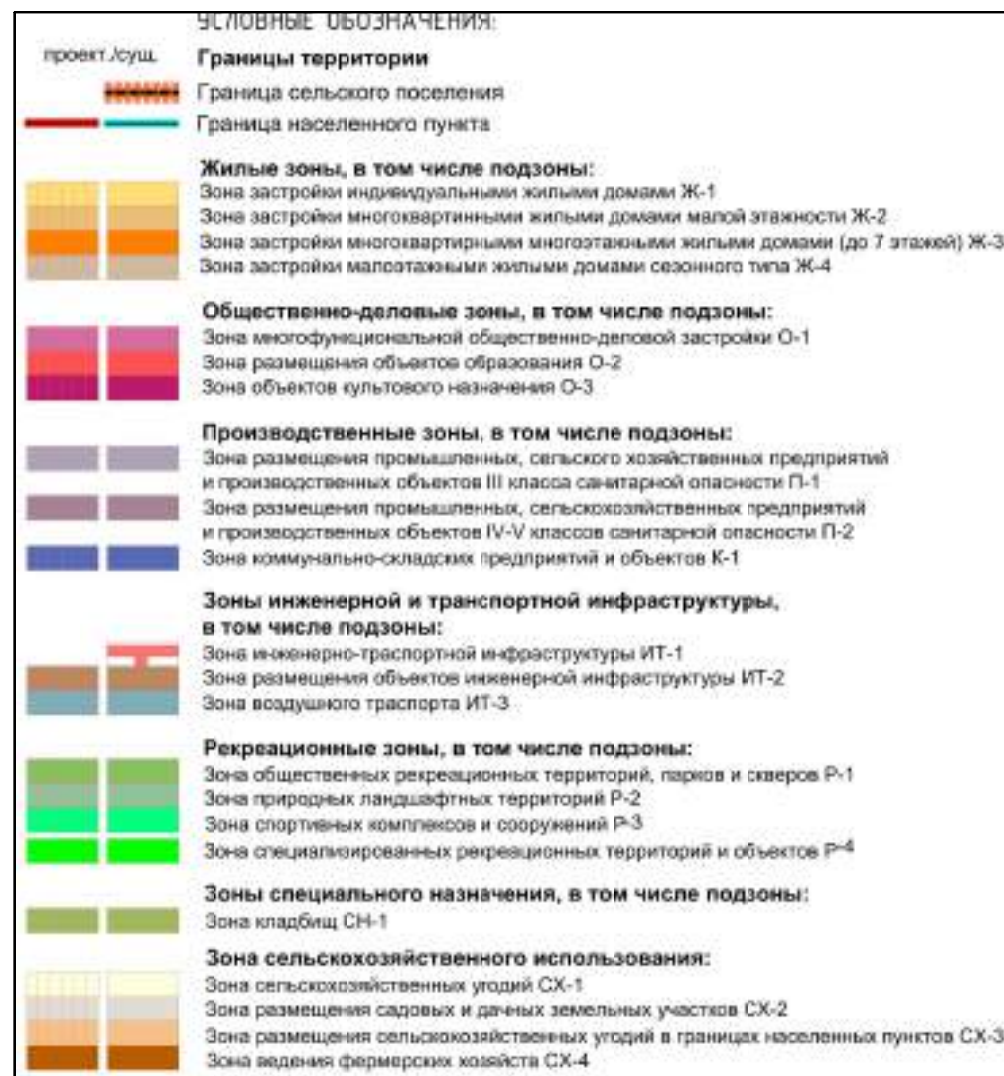 УСЛОВНЫЕ ОБОЗНАЧЕНИЯ:
проект./сущ. Границы территории
Граница сельского поселения
Граница населенного пункта
Жилые зоны, в том числе подзоны:
Зона застройки индивидуальными жилыми домами Ж-1
Зона застройки многоквартинными жилыми домами малой этажности Ж-2
Зона застройки многоквартирными многоэтажными жилыми домами (до 7 этажей) Ж-3
Зона застройки малоэтажными жилыми домами сезонного типа Ж-4
Общественно-деловые зоны, в том числе подзоны:
Зона многофункциональной общественно-деловой застройки О-1
Зона размещения объектов образования О-2
Зона объектов культового назначения О-3
Производственные зоны, в том числе подзоны:
Зона размещения промышленных, сельского хозяйственных предприятий
и производственных объектов III класса санитарной опасности П-1
Зона размещения промышленных, сельскохозяйственных предприятий
и производственных объектов IV-V классов санитарной опасности П-2
Зона коммунально-складских предприятий и объектов К-1
Зоны инженерной и транспортной инфраструктуры,
в том числе подзоны:
Зона инженерно-траспортной инфраструктуры ИТ-1
Зона размещения объектов инженерной инфраструктуры ИТ-2
Зона воздушного траспорта ИТ-3
Рекреационные зоны, в том числе подзоны:
Зона общественных рекреационных территорий, парков и скверов Р-1
Зона природных ландшафтных территорий Р-2
Зона спортивных комплексов и сооружений Р-3
Зона специализированных рекреационных территорий и объектов Р-4
Зоны специального назначения, в том числе подзоны:
Зона кладбищ СН-1
Зона сельскохозяйственного использования:
Зона сельскохозяйственных угодий СХ-1
Зона размещения садовых и дачных земельных участков СХ-2
Зона размещения сельскокозяйственных угодий в границах населенных пунктов СХ-3
Зона ведения фермерских хозяйств СХ-4